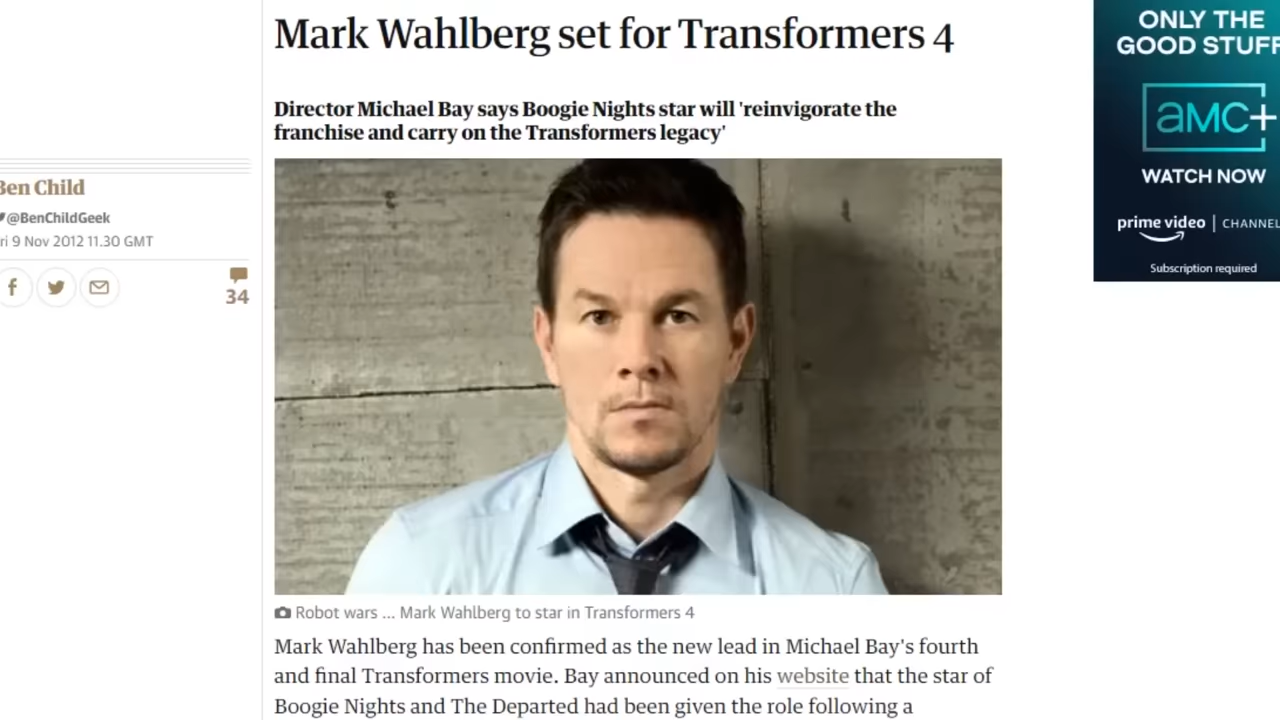 Mark Wahlberg set for Transformers 4
Director Michael Bay says Boogie Nights star will 'reinvigorate the
franchise and carry on the Transformers legacy'
Ben Child
@BenChildGeek
ri 9 Nov 2012 11.30 GMT
34
Robot wars ... Mark Wahlberg to star in Transformers 4
Mark Wahlberg has been confirmed as the new lead in Michael Bay's fourth
and final Transformers movie. Bay announced on his website that the star of
Boogie Nights and The Departed had been given the role following a
ONLY THE
GOOD STUFF
aMC+
WATCH NOW
prime video | CHANNEL
Subscription required